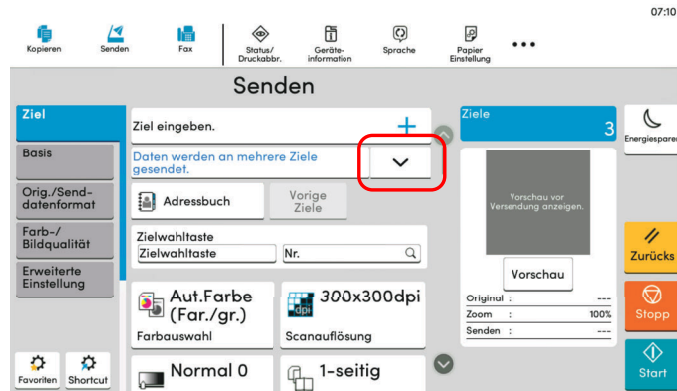 07:10
Kopieren
Senden
Fax
Status/
Druckabbr.
Geräte-
information
Sprache
Papier
Einstellung
Senden
Ziel
Basis
Orig./Send-
datenformat
Farb-/
Bildqualität
Erweiterte
Einstellung
Favoriten
Shortcut
Ziel eingeben.
Daten werden an mehrere Ziele
gesendet.
Adressbuch
Vorige
Ziele
Zielwahltaste
Zielwahltaste
Nr.
Aut.Farbe
(Far./gr.)
Farbauswahl
dpi
300x300dpi
Scanauflösung
Normal 0
1-seitig
Ziele
3
Vorschau vor
Versendung anzeigen.
Vorschau
Original : ---
Zoom : 100%
Senden : ---
Energiespare
Zurücks
Stopp
Start